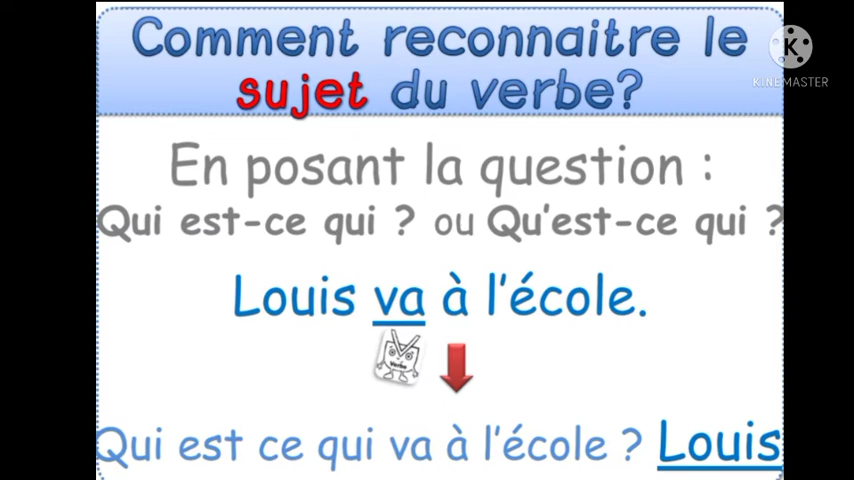 Comment reconnaitre le
sujet du verbe?
K
KINEMASTER
En posant la question :
Qui est-ce qui ? ou Qu'est-ce qui ?
Louis va à l'école.
Verbe
Qui est ce qui va à l'école ? Louis